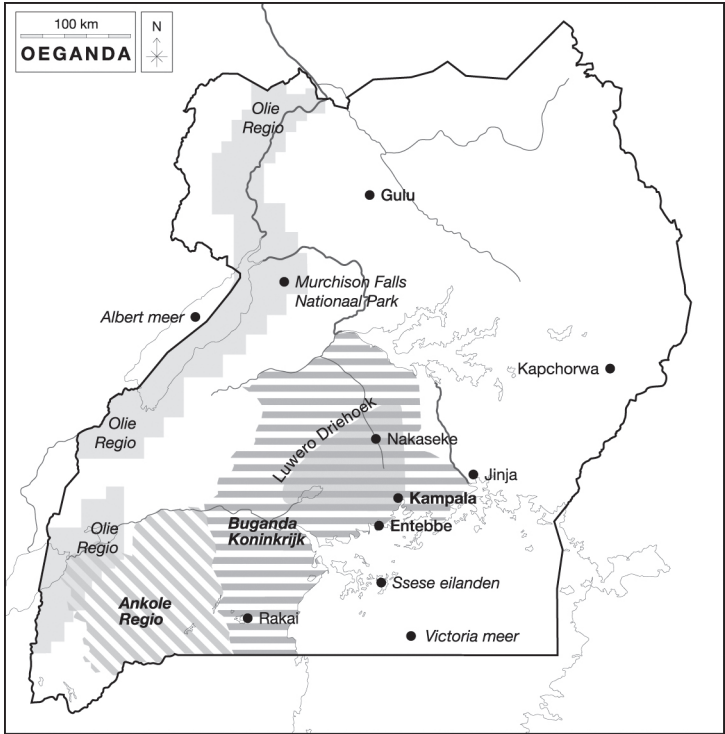 100 km
OEGANDA
N
Olie
Regio
Gulu
Murchison Falls
Nationaal Park
Albert meer
Kapchorwa
Luwero Driehoek
Olie
Regio
Nakaseke
Jinja
Kampala
Buganda
Koninkrijk
Entebbe
Olie
Regio
Ssese eilanden
Ankole
Regio
Rakai
Victoria meer